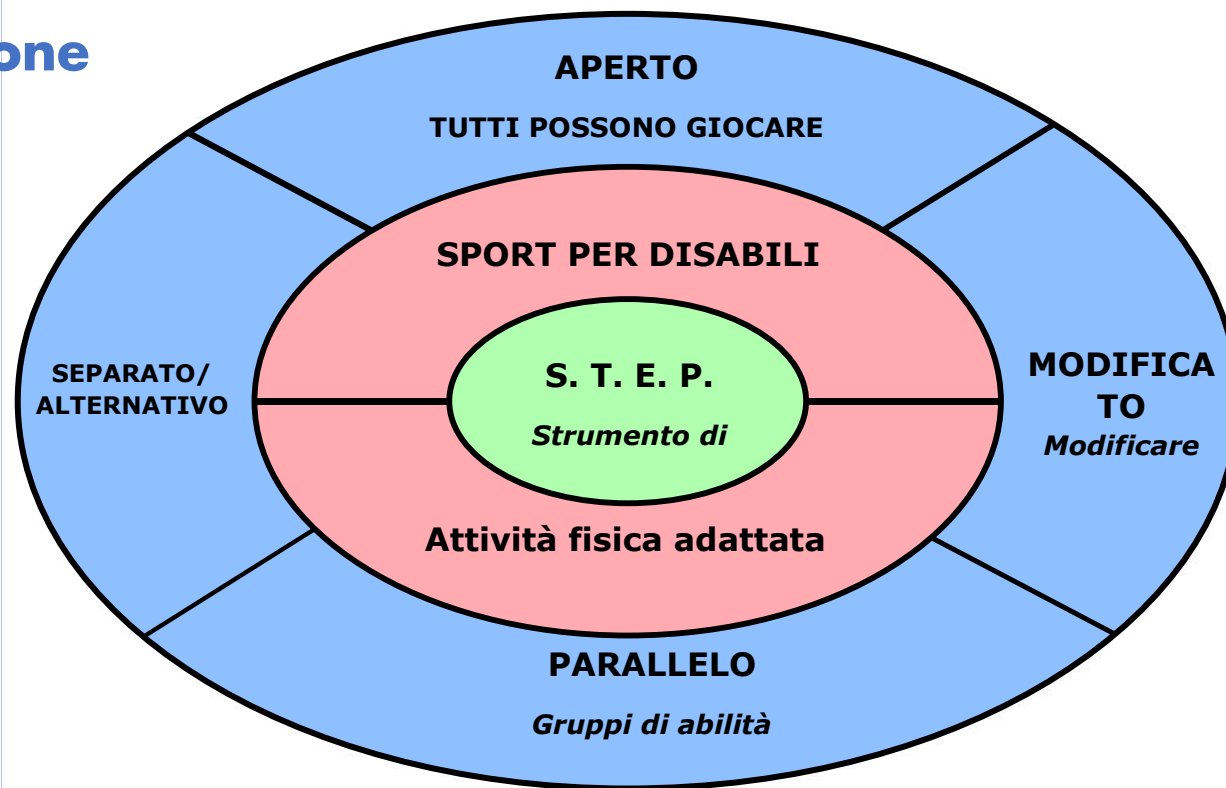 one
APERTO
TUTTI POSSONO GIOCARE
SPORT PER DISABILI
SEPARATO/
ALTERNATIVO
S. T. E. P.
Strumento di
MODIFICA
TO
Modificare
Attività fisica adattata
PARALLELO
Gruppi di abilità